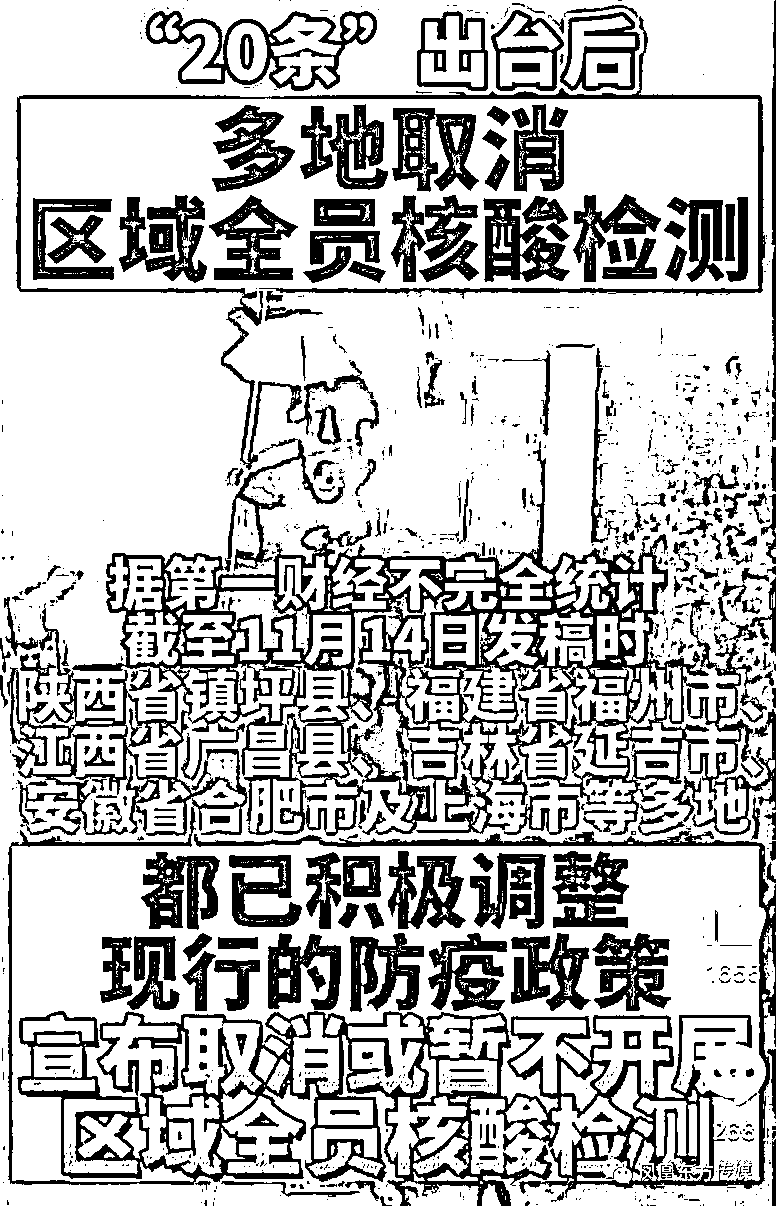 “20条” 出台后
多地取消
区域全员核酸检测
据第一财经不完全统计
截至11月14日发稿时
陕西省镇坪县、福建省福州市、
江西省广昌县、吉林省延吉市、
安徽省合肥市及上海市等多地
都已积极调整
现行的防疫政策
宣布取消或暂不开展
区域全员核酸检测
凤凰东方传媒